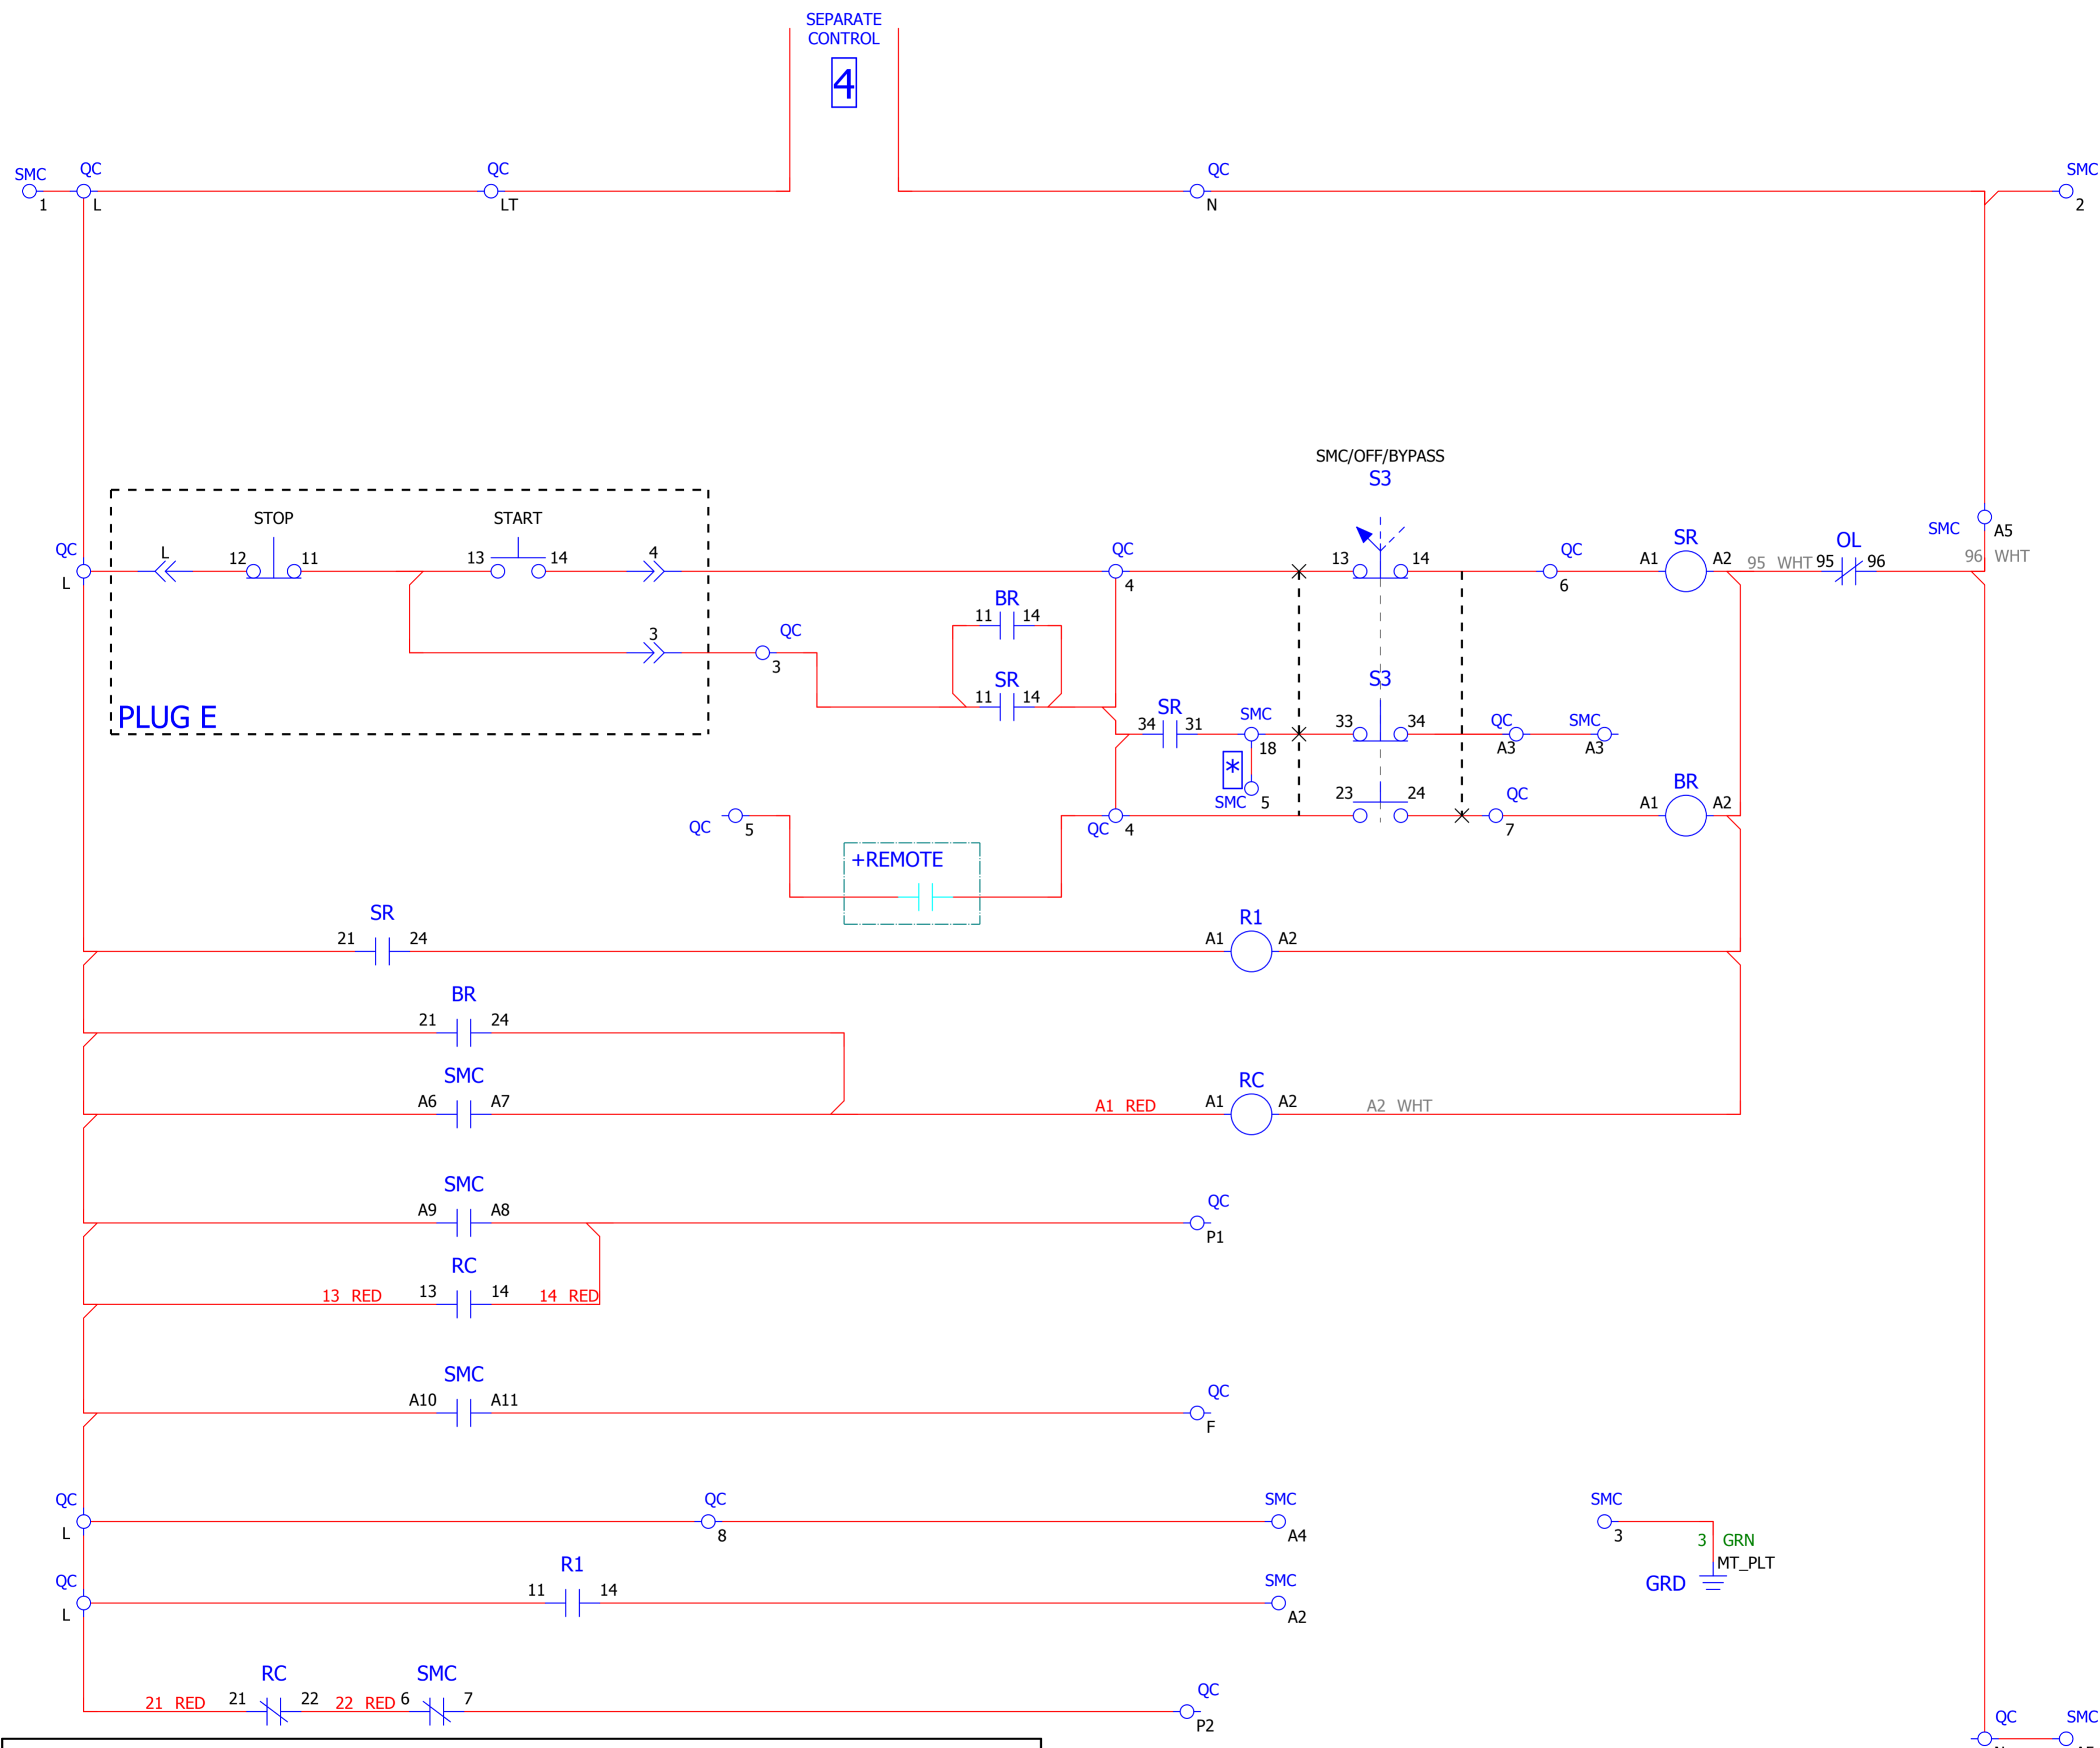 SEPARATE
CONTROL
4
SMC QC QC QC SMC
1 L LT N 2
SMC/OFF/BYPASS
S3
STOP START
QC L 12 11 13 14 4 QC 13 14 QC SR OL SMC A5
L 4 6 A1 A2 95 WHT 95 96 96 WHT
BR
11 14
3 QC
3
SR
11 14
S3
PLUG E
SR SMC
34 31 18 33 34 QC A3 SMC A3
*
SMC 5 23 24 QC BR
QC 5 QC 4 7 A1 A2
+REMOTE
SR R1
21 24 A1 A2
BR
21 24
SMC RC
A6 A7 A1 RED A1 A2 A2 WHT
SMC QC
A9 A8 P1
RC
13 RED 13 14 14 RED
SMC QC
A10 A11 F
QC QC SMC SMC
L 8 A4 3
3 GRN
MT_PLT
GRD
QC R1 SMC
L 11 14 A2
RC SMC QC
21 RED 21 22 22 RED 6 7 P2
QC SMC